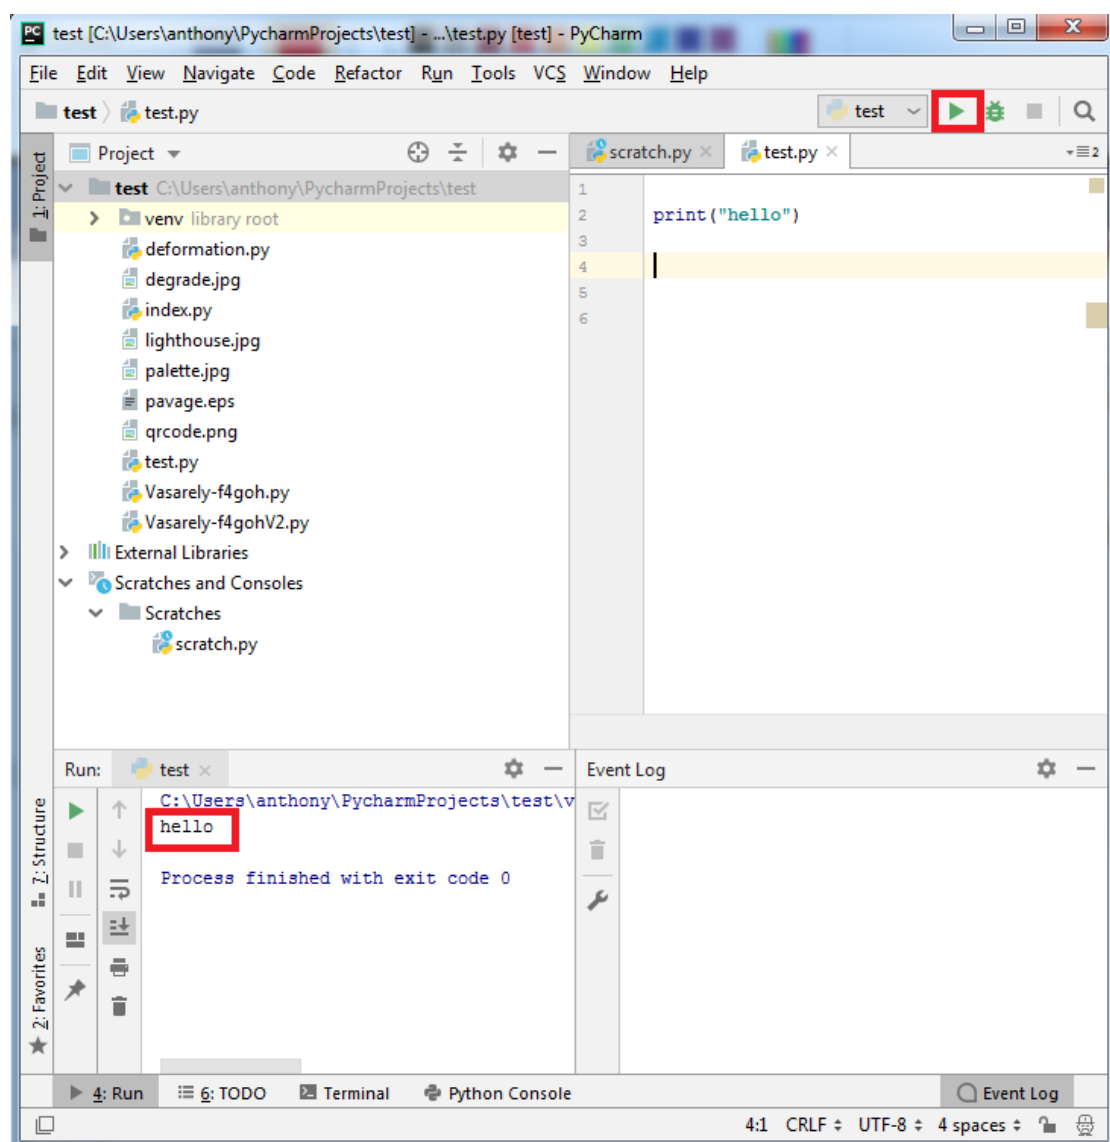 PC test [C:\Users\anthony\PycharmProjects\test] - ...\test.py [test] - PyCharm
File Edit View Navigate Code Refactor Run Tools VCS Window Help
test test.py test
Project
scratch.py test.py 2
1: Project
test C:\Users\anthony\PycharmProjects\test
venv library root
deformation.py
degrade.jpg
index.py
lighthouse.jpg
palette.jpg
pavage.eps
qrcode.png
test.py
Vasarely-f4goh.py
Vasarely-f4gohV2.py
External Libraries
Scratches and Consoles
Scratches
scratch.py
1
2 print("hello")
3
4
5
6
Run: test
Event Log
C:\Users\anthony\PycharmProjects\test\v
hello
Process finished with exit code 0
7: Structure
2: Favorites
4: Run 6: TODO Terminal Python Console Event Log
4:1 CRLF UTF-8 4 spaces